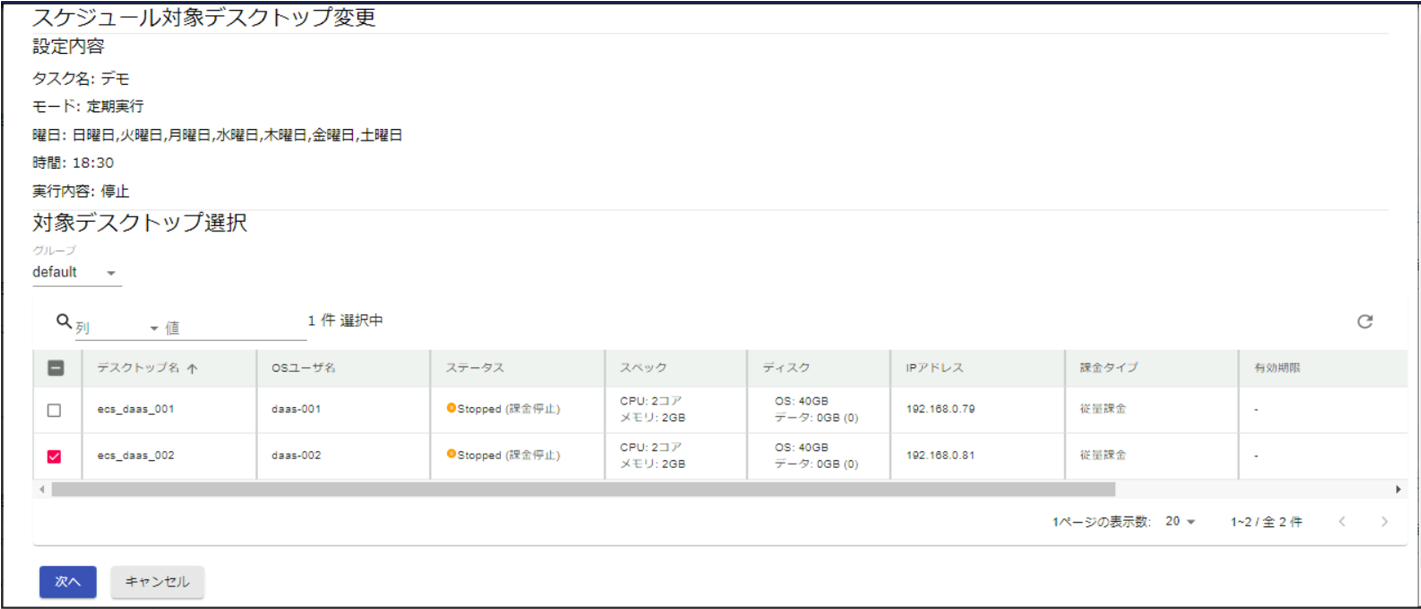 スケジュール対象デスクトップ変更
設定内容
タスク名: デモ
モード: 定期実行
曜日: 日曜日,火曜日,月曜日,水曜日,木曜日,金曜日,土曜日
時間: 18:30
実行内容: 停止
対象デスクトップ選択
グループ
default
列 値 1 件 選択中
デスクトップ名 ↑ OSユーザ名 ステータス スペック ディスク IPアドレス 課金タイプ 有効期限
ecs_daas_001 daas-001 Stopped (課金停止) CPU: 2コア OS: 40GB 192.168.0.79 従量課金 -
メモリ: 2GB データ: 0GB (0)
ecs_daas_002 daas-002 Stopped (課金停止) CPU: 2コア OS: 40GB 192.168.0.81 従量課金 -
メモリ: 2GB データ: 0GB (0)
1ページの表示数: 20 1~2 / 全 2 件
次へ キャンセル